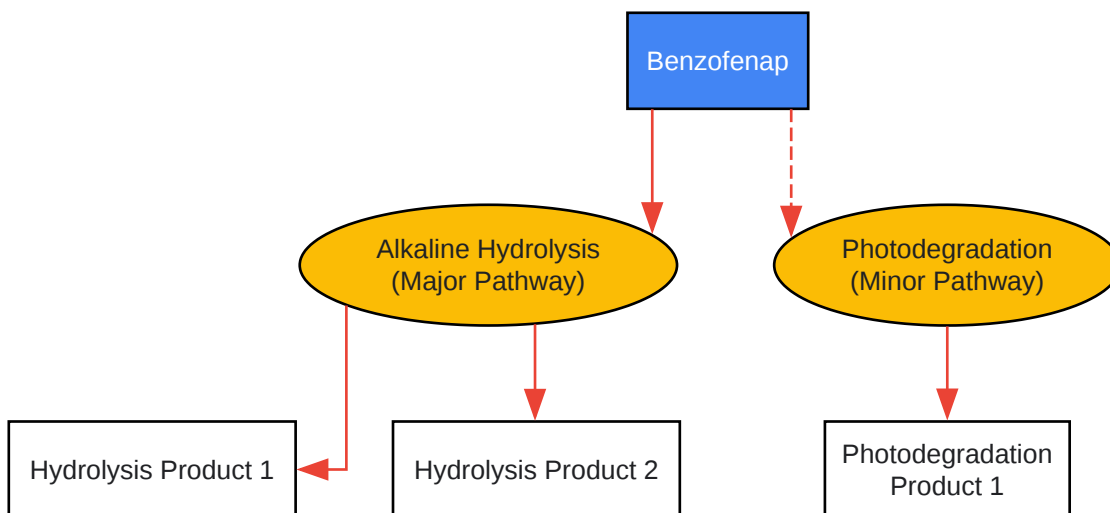 Benzofenap
Alkaline Hydrolysis
(Major Pathway)
Photodegradation
(Minor Pathway)
Hydrolysis Product 1
Hydrolysis Product 2
Photodegradation
Product 1